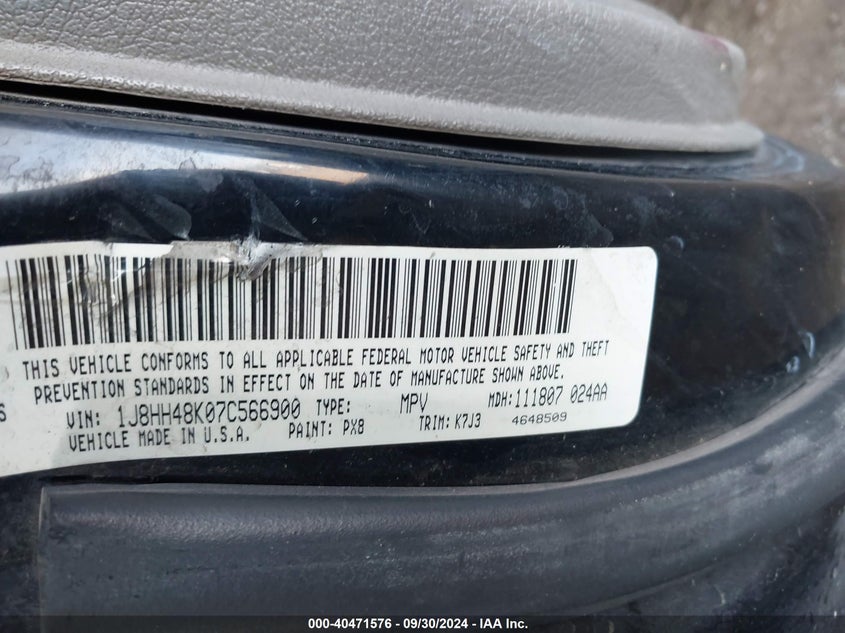 THIS VEHICLE CONFORMS TO ALL APPLICABLE FEDERAL MOTOR VEHICLE SAFETY AND THEFT
PREVENTION STANDARDS IN EFFECT ON THE DATE OF MANUFACTURE SHOWN ABOVE.
S
VIN: 1J8HH48K07C566900 TYPE: MPV MDH:111807 024AA
VEHICLE MADE IN U.S.A. PAINT: PX8 TRIM: K7J3 4648509
000-40471576 - 09/30/2024 - IAA Inc.